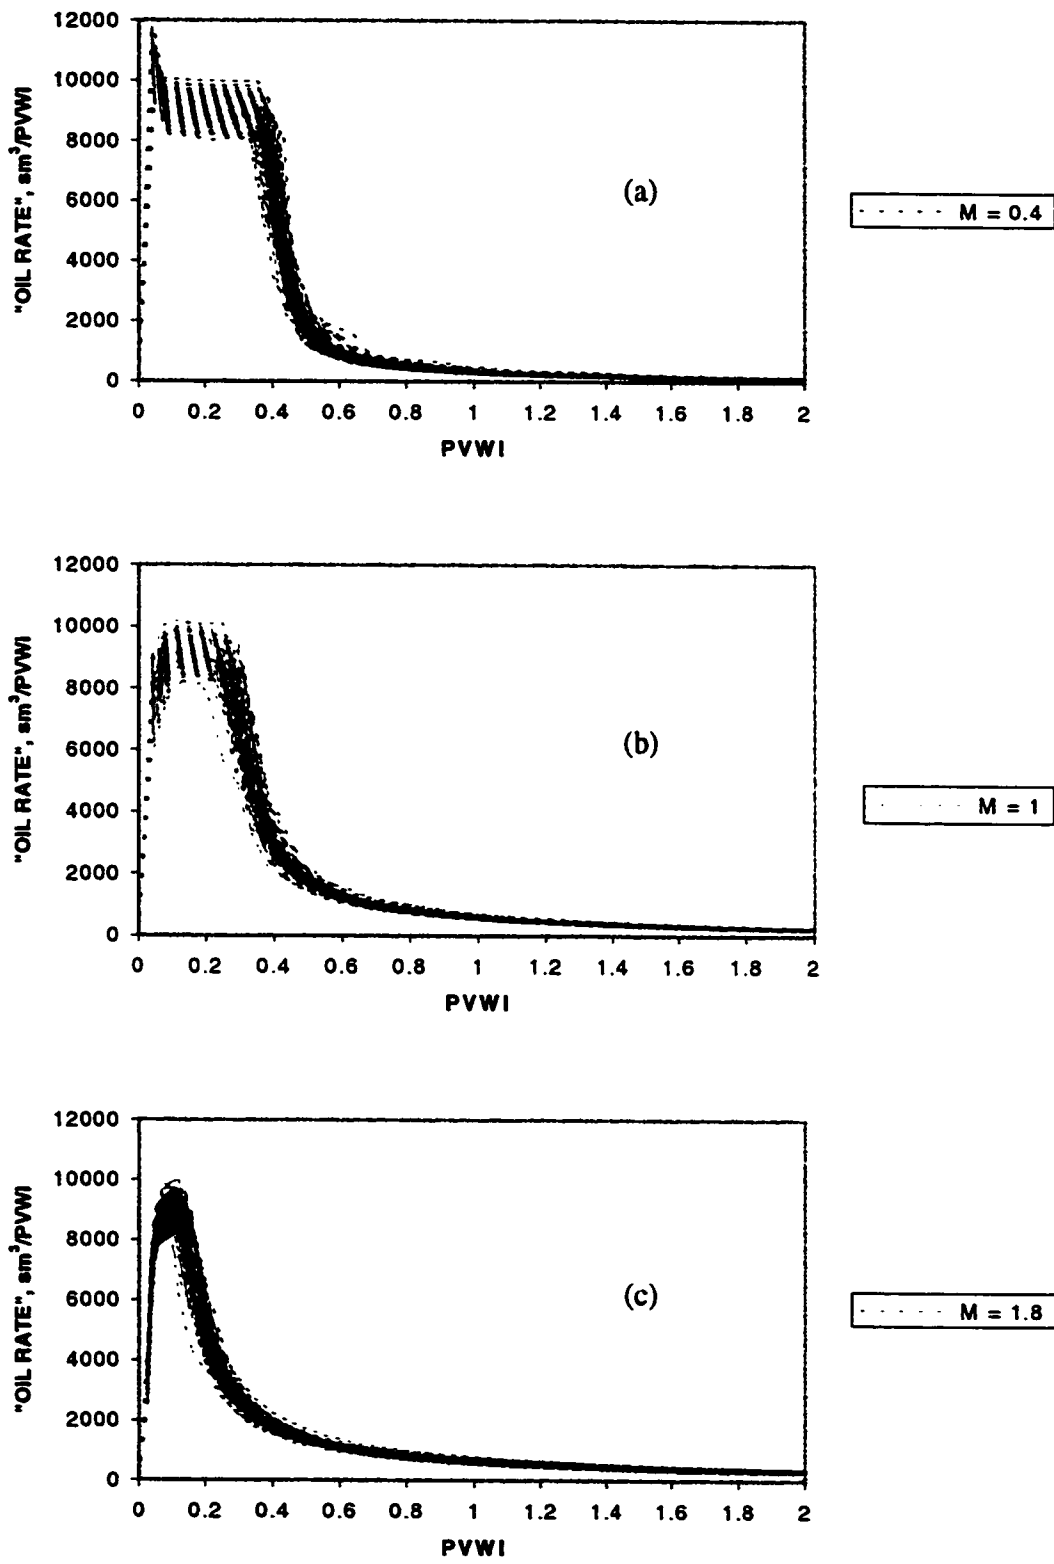 12000
10000
8000
6000
4000
2000
0
"OIL RATE", sm³/PVWI
(a)
M = 0.4
0 0.2 0.4 0.6 0.8 1 1.2 1.4 1.6 1.8 2
PVWI
12000
10000
8000
6000
4000
2000
0
"OIL RATE", sm³/PVWI
(b)
M = 1
0 0.2 0.4 0.6 0.8 1 1.2 1.4 1.6 1.8 2
PVWI
12000
10000
8000
6000
4000
2000
0
"OIL RATE", sm³/PVWI
(c)
M = 1.8
0 0.2 0.4 0.6 0.8 1 1.2 1.4 1.6 1.8 2
PVWI